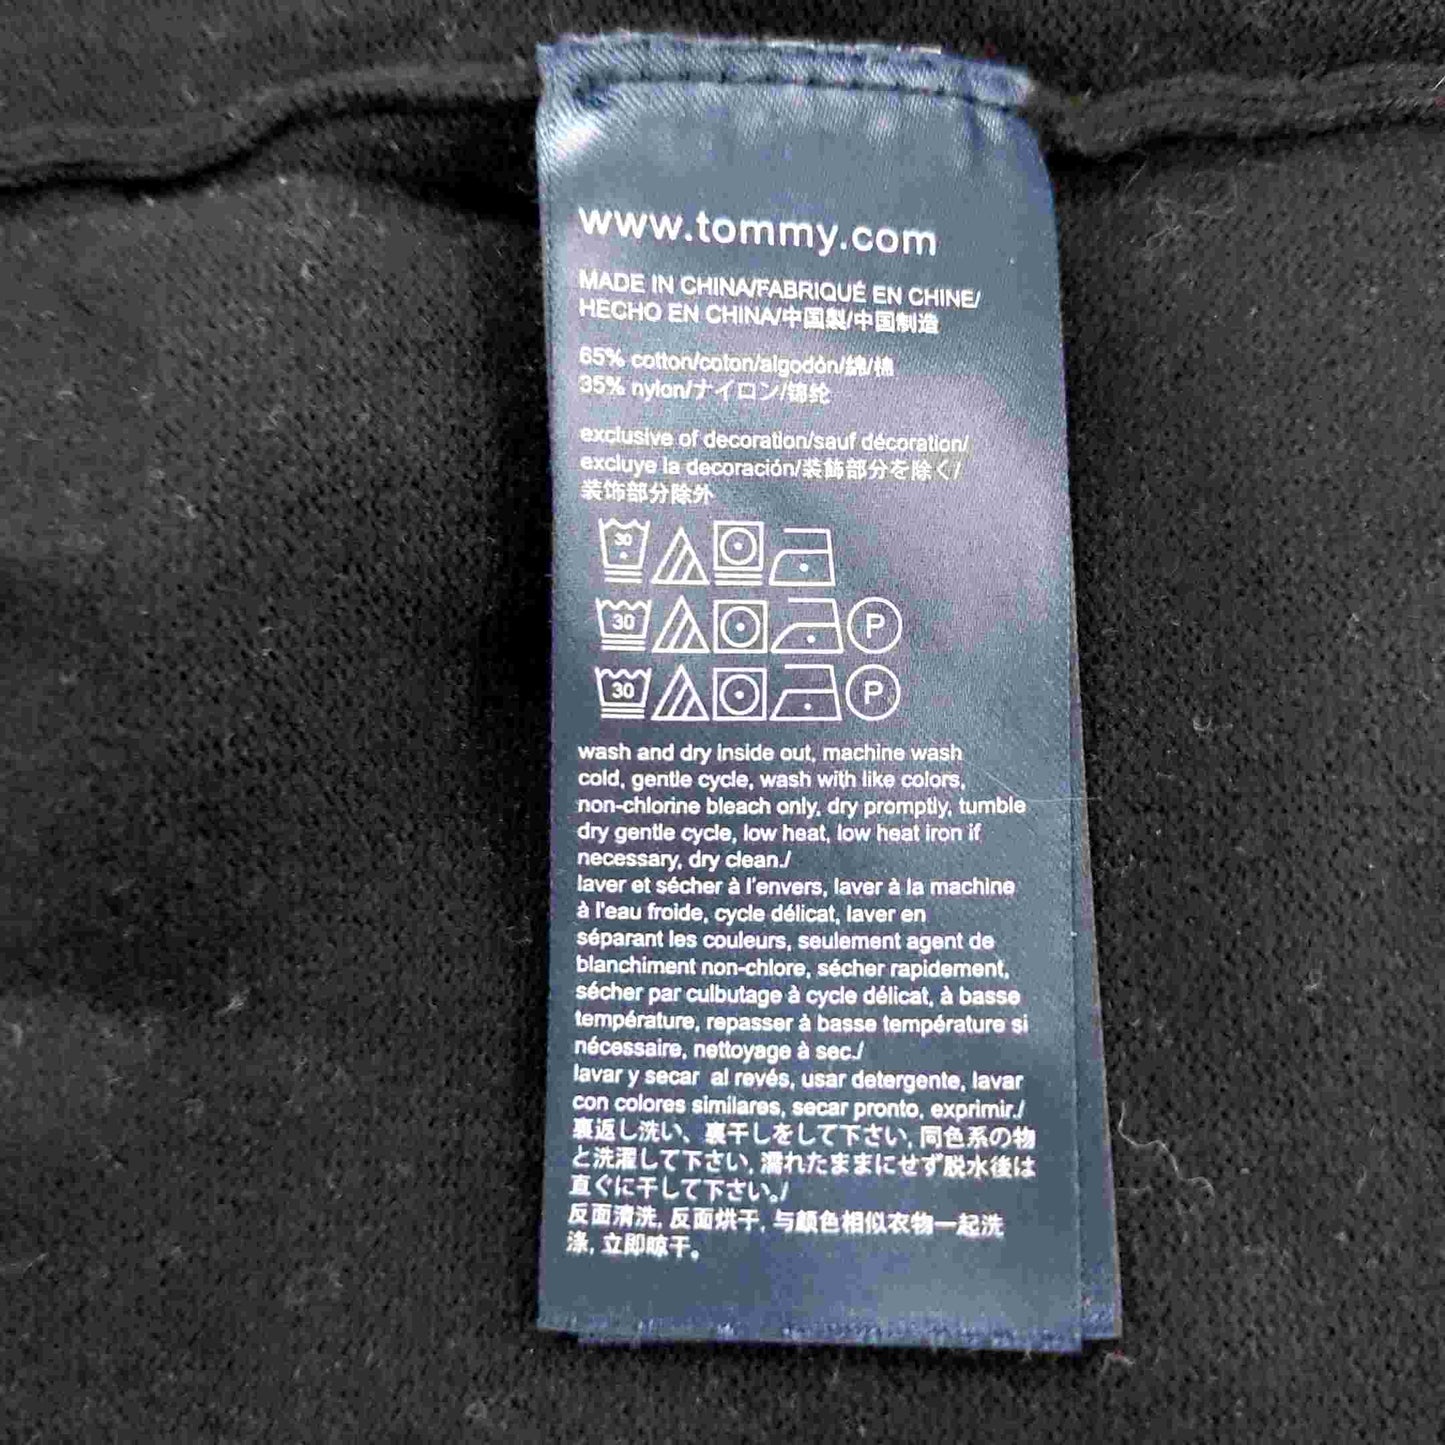 www.tommy.com
MADE IN CHINA/FABRIQUÉ EN CHINE/
HECHO EN CHINA/中国製/中国制造
65% cotton/coton/algodón/綿/棉
35% nylon/ナイロン/锦纶
exclusive of decoration/sauf décoration/
excluye la decoración/装飾部分を除く/
装饰部分除外
30
30 P
30 P
wash and dry inside out, machine wash
cold, gentle cycle, wash with like colors,
non-chlorine bleach only, dry promptly, tumble
dry gentle cycle, low heat, low heat iron if
necessary, dry clean./
laver et sécher à l'envers, laver à la machine
à l'eau froide, cycle délicat, laver en
séparant les couleurs, seulement agent de
blanchiment non-chlore, sécher rapidement,
sécher par culbutage à cycle délicat, à basse
température, repasser à basse température si
nécessaire, nettoyage à sec./
lavar y secar al revés, usar detergente, lavar
con colores similares, secar pronto, exprimir./
裏返し洗い、裏干しをして下さい, 同色系の物
と洗濯して下さい, 濡れたままにせず脱水後は
直ぐに干して下さい。/
反面清洗, 反面烘干, 与颜色相似衣物一起洗
涤, 立即晾干。